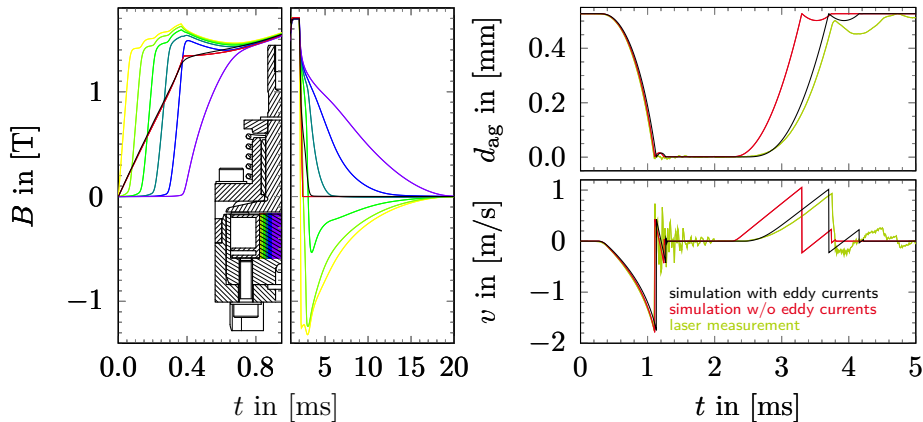 B in [T]
1
0
−1
0.0 0.4 0.8
5 10 15 20
t in [ms]
d_ag in [mm]
0.4
0.2
0.0
v in [m/s]
1
0
−1
−2
simulation with eddy currents
simulation w/o eddy currents
laser measurement
0 1 2 3 4 5
t in [ms]